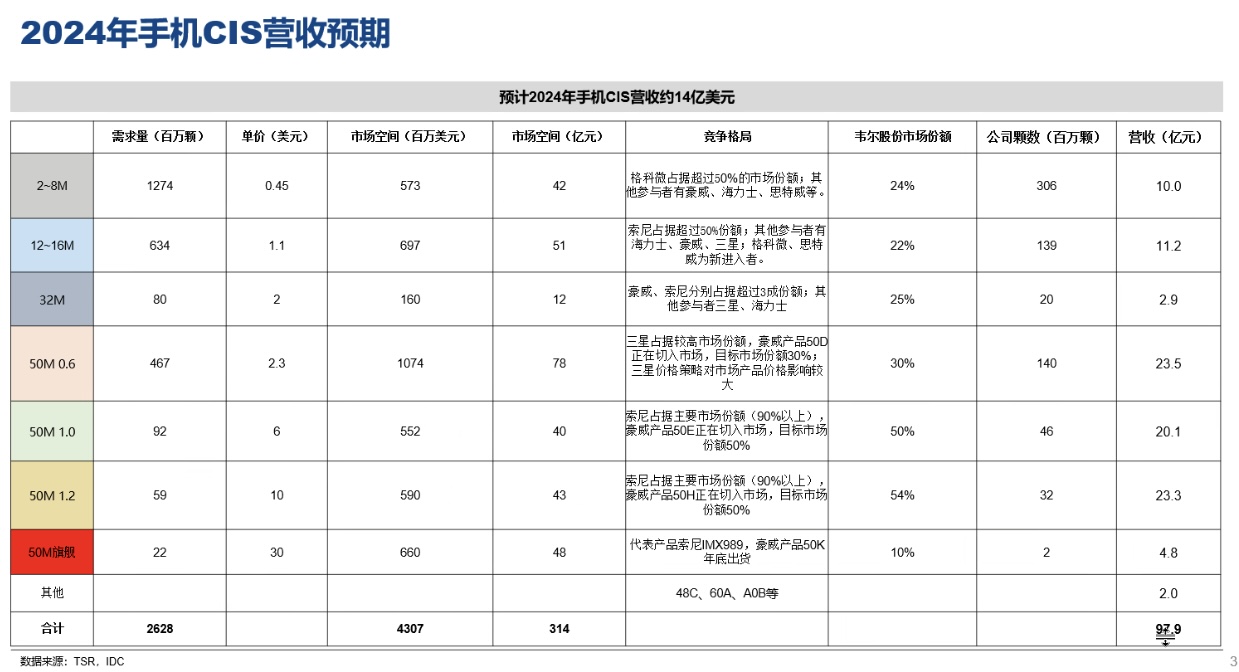 2024年手机CIS营收预期
预计2024年手机CIS营收约14亿美元
需求量（百万颗） 单价（美元） 市场空间（百万美元） 市场空间（亿元） 竞争格局 韦尔股份市场份额 公司颗数（百万颗） 营收（亿元）
2~8M 1274 0.45 573 42 24% 306 10.0
格科微占据超过50%的市场份额；其
他参与者有豪威、海力士、思特威等。
12~16M 634 1.1 697 51 22% 139 11.2
索尼占据超过50%份额；其他参与者有
海力士、豪威、三星；格科微、思特
威为新进入者。
32M 80 2 160 12 25% 20 2.9
豪威、索尼分别占据超过3成份额；其
他参与者三星、海力士
50M 0.6 467 2.3 1074 78 30% 140 23.5
三星占据较高市场份额，豪威产品50D
正在切入市场，目标市场份额30%；
三星价格策略对市场产品价格影响较
大
50M 1.0 92 6 552 40 50% 46 20.1
索尼占据主要市场份额（90%以上），
豪威产品50E正在切入市场，目标市场
份额50%
50M 1.2 59 10 590 43 54% 32 23.3
索尼占据主要市场份额（90%以上），
豪威产品50H正在切入市场，目标市场
份额50%
50M旗舰 22 30 660 48 10% 2 4.8
代表产品索尼IMX989，豪威产品50K
年底出货
其他 48C、60A、A0B等 2.0
合计 2628 4307 314 97.9
数据来源：TSR，IDC
3